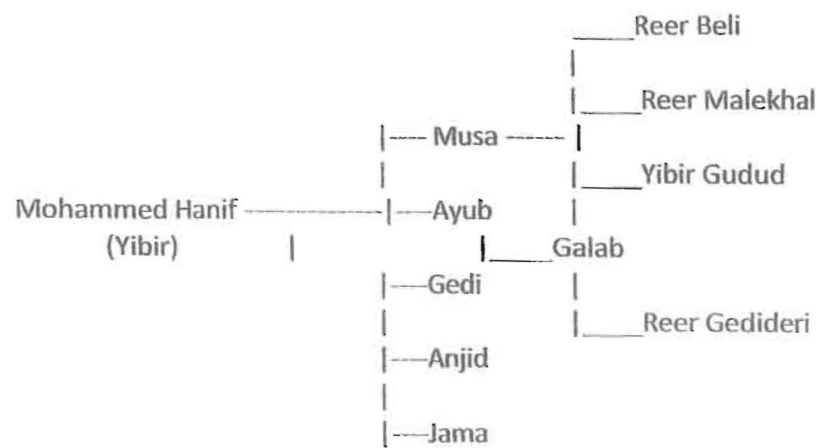 Reer Beli
Reer Malekhal
Musa
Yibir Gudud
Mohammed Hanif
Ayub
(Yibir)
Galab
Gedi
Reer Gedideri
Anjid
Jama